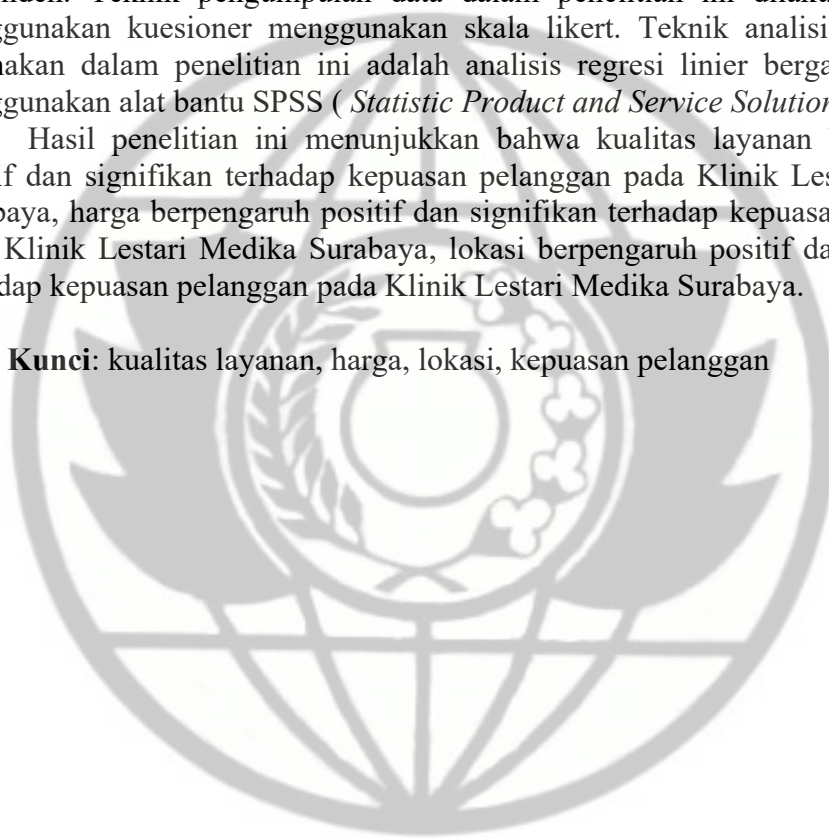 Teknik pengumpulan data dalam penelitian ini
ggunakan kuesioner menggunakan skala likert. Teknik analisi
nakan dalam penelitian ini adalah analisis regresi linier berga
ggunakan alat bantu SPSS ( Statistic Product and Service Solution
Hasil penelitian ini menunjukkan bahwa kualitas layanan
if dan signifikan terhadap kepuasan pelanggan pada Klinik Les
baya, harga berpengaruh positif dan signifikan terhadap kepuasa
Klinik Lestari Medika Surabaya, lokasi berpengaruh positif da
dap kepuasan pelanggan pada Klinik Lestari Medika Surabaya.
Kunci: kualitas layanan, harga, lokasi, kepuasan pelanggan